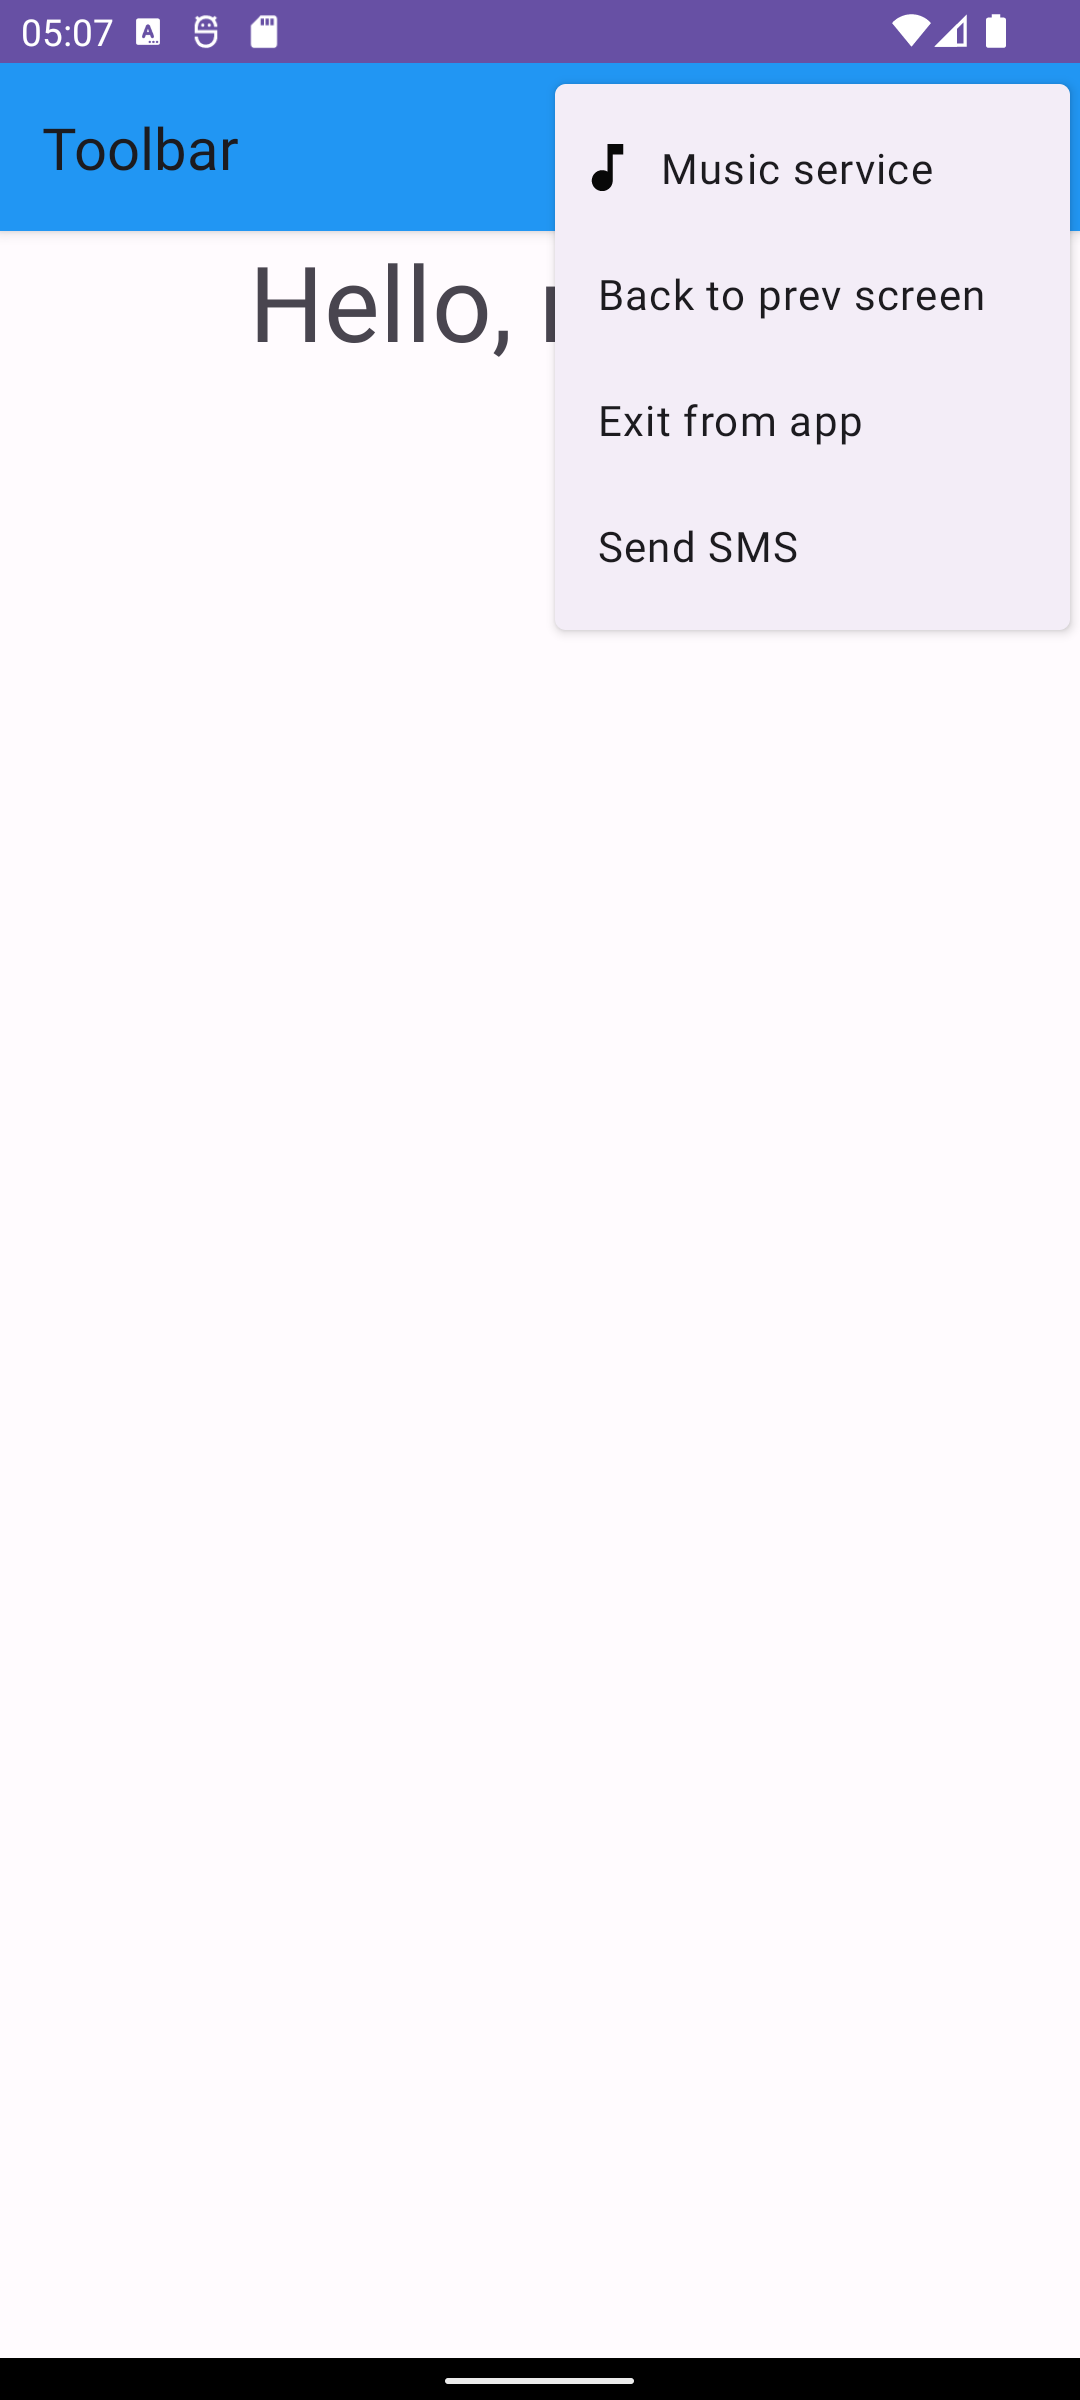 05:07
Toolbar
Music service
Hello,
Back to prev screen
Exit from app
Send SMS